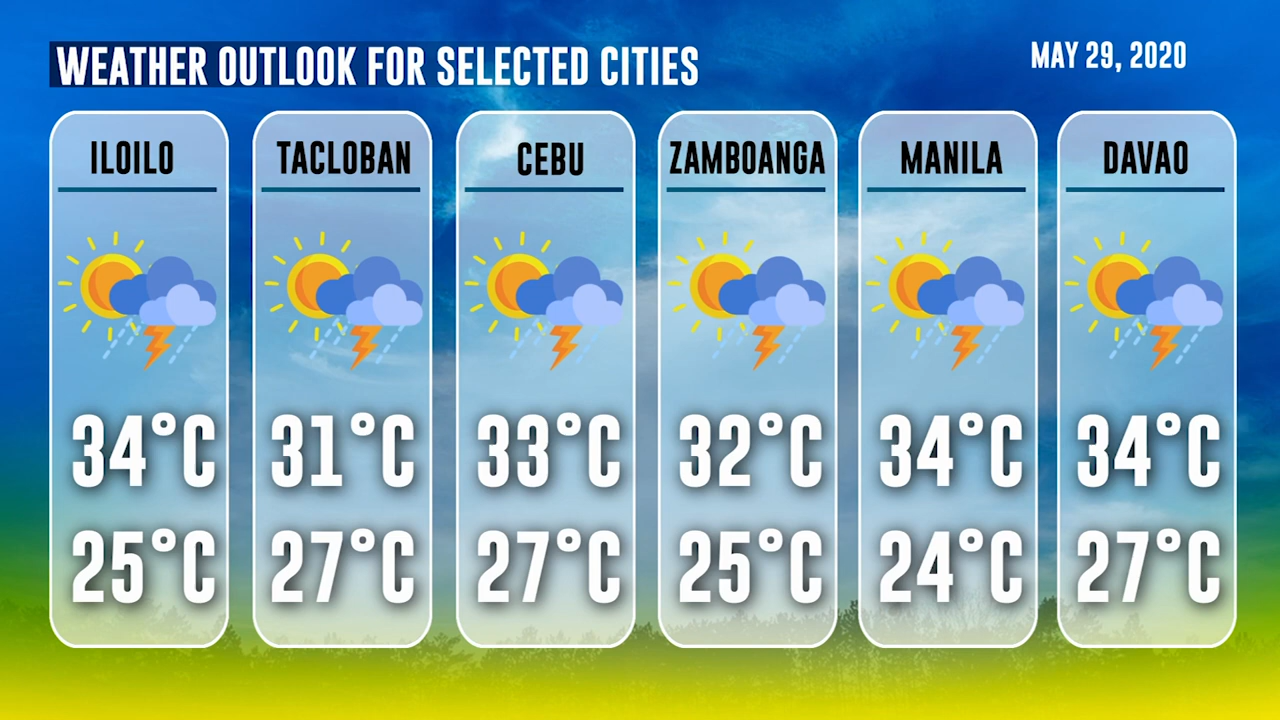 WEATHER OUTLOOK FOR SELECTED CITIES
MAY 29, 2020
ILOILO
34°C
25°C
TACLOBAN
31°C
27°C
CEBU
33°C
27°C
ZAMBOANGA
32°C
25°C
MANILA
34°C
24°C
DAVAO
34°C
27°C